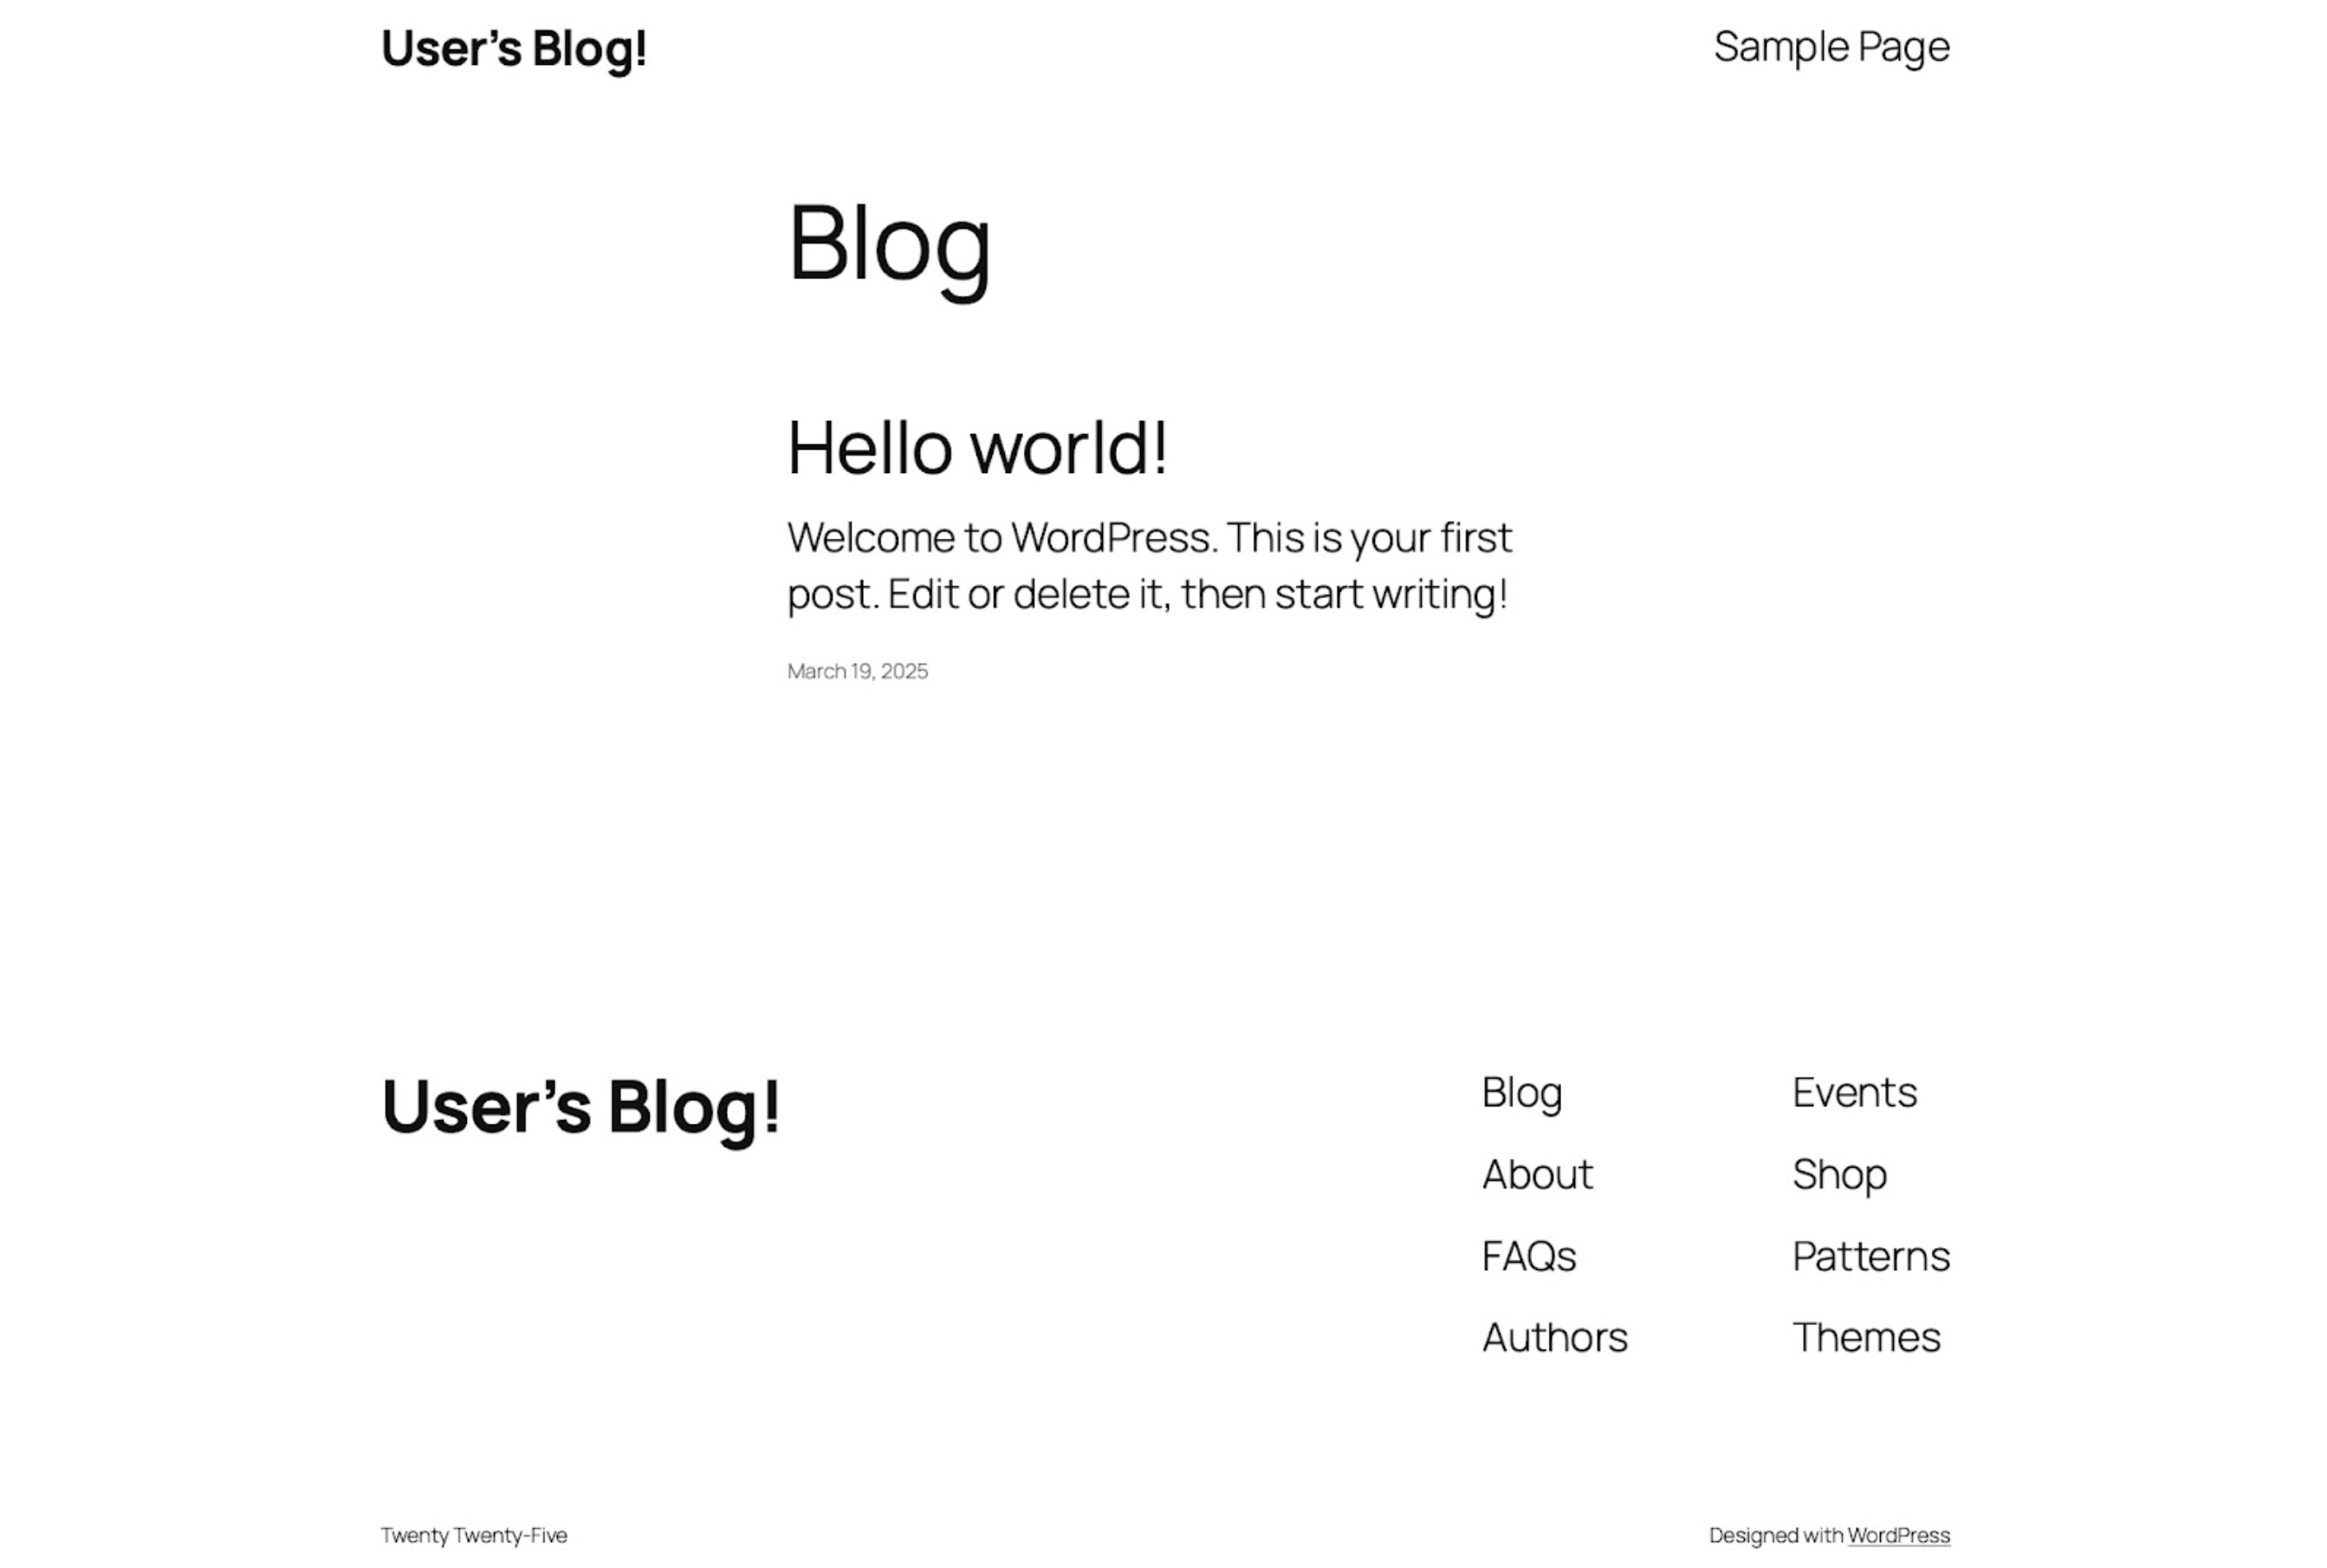 User’s Blog!
Sample Page
Blog
Hello world!
Welcome to WordPress. This is your first
post. Edit or delete it, then start writing!
March 19, 2025
User’s Blog!
Blog
About
FAQs
Authors
Events
Shop
Patterns
Themes
Twenty Twenty-Five
Designed with WordPress